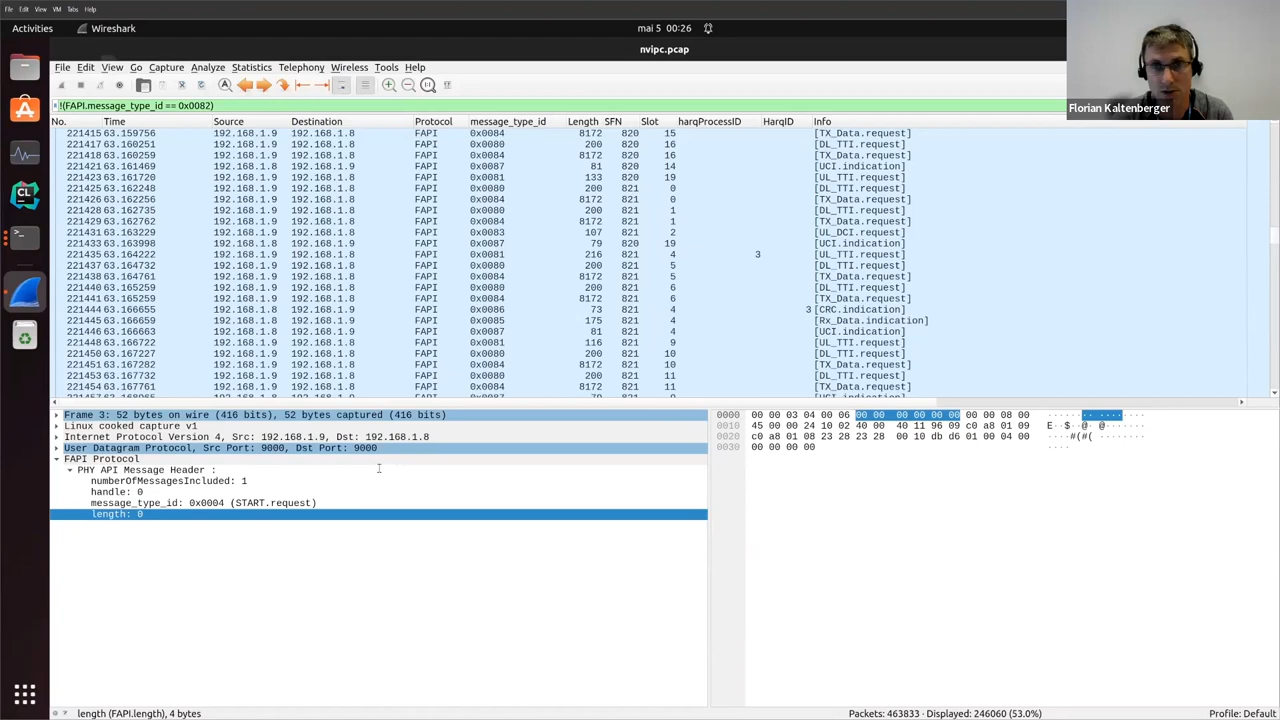 File Edit View VM Tabs Help
Activities Wireshark mai 5 00:26
nvipc.pcap
File Edit View Go Capture Analyze Statistics Telephony Wireless Tools Help
!(FAPI.message_type_id == 0x0082)
No. Time Source Destination Protocol message_type_id Length SFN Slot harqProcessID HarqID Info
221415 63.159756 192.168.1.9 192.168.1.8 FAPI 0x0084 8172 820 15 [TX_Data.request]
221417 63.160251 192.168.1.9 192.168.1.8 FAPI 0x0080 200 820 16 [DL_TTI.request]
221418 63.160259 192.168.1.9 192.168.1.8 FAPI 0x0084 8172 820 16 [TX_Data.request]
221421 63.161469 192.168.1.8 192.168.1.9 FAPI 0x0087 81 820 14 [UCI.indication]
221423 63.161720 192.168.1.9 192.168.1.8 FAPI 0x0081 133 820 19 [UL_TTI.request]
221425 63.162248 192.168.1.9 192.168.1.8 FAPI 0x0080 200 821 0 [DL_TTI.request]
221426 63.162256 192.168.1.9 192.168.1.8 FAPI 0x0084 8172 821 0 [TX_Data.request]
221428 63.162735 192.168.1.9 192.168.1.8 FAPI 0x0080 200 821 1 [DL_TTI.request]
221429 63.162762 192.168.1.9 192.168.1.8 FAPI 0x0084 8172 821 1 [TX_Data.request]
221431 63.163229 192.168.1.9 192.168.1.8 FAPI 0x0083 107 821 2 [UL_DCI.request]
221433 63.163998 192.168.1.8 192.168.1.9 FAPI 0x0087 79 820 19 [UCI.indication]
221435 63.164222 192.168.1.9 192.168.1.8 FAPI 0x0081 216 821 4 3 [UL_TTI.request]
221437 63.164732 192.168.1.9 192.168.1.8 FAPI 0x0080 200 821 5 [DL_TTI.request]
221438 63.164761 192.168.1.9 192.168.1.8 FAPI 0x0084 8172 821 5 [TX_Data.request]
221440 63.165259 192.168.1.9 192.168.1.8 FAPI 0x0080 200 821 6 [DL_TTI.request]
221441 63.165259 192.168.1.9 192.168.1.8 FAPI 0x0084 8172 821 6 [TX_Data.request]
221444 63.166655 192.168.1.8 192.168.1.9 FAPI 0x0086 73 821 4 3 [CRC.indication]
221445 63.166659 192.168.1.8 192.168.1.9 FAPI 0x0085 175 821 4 [Rx_Data.indication]
221446 63.166663 192.168.1.8 192.168.1.9 FAPI 0x0087 81 821 4 [UCI.indication]
221448 63.166722 192.168.1.9 192.168.1.8 FAPI 0x0081 116 821 9 [UL_TTI.request]
221450 63.167227 192.168.1.9 192.168.1.8 FAPI 0x0080 200 821 10 [DL_TTI.request]
221451 63.167282 192.168.1.9 192.168.1.8 FAPI 0x0084 8172 821 10 [TX_Data.request]
221453 63.167732 192.168.1.9 192.168.1.8 FAPI 0x0080 200 821 11 [DL_TTI.request]
221454 63.167761 192.168.1.9 192.168.1.8 FAPI 0x0084 8172 821 11 [TX_Data.request]
Frame 3: 52 bytes on wire (416 bits), 52 bytes captured (416 bits)
Linux cooked capture v1
Internet Protocol Version 4, Src: 192.168.1.9, Dst: 192.168.1.8
User Datagram Protocol, Src Port: 9000, Dst Port: 9000
FAPI Protocol
PHY API Message Header :
numberOfMessagesIncluded: 1
handle: 0
message_type_id: 0x0004 (START.request)
length: 0
0000 00 00 03 04 00 06 00 00 00 00 00 00 00 00 08 00 ······· ···· ····
0010 45 00 00 24 10 02 40 00 40 11 96 09 c0 a8 01 09 E··$··@· @·······
0020 c0 a8 01 08 23 28 23 28 00 10 db d6 01 00 04 00 ····#(#( ········
0030 00 00 00 00 ····
length (FAPI.length), 4 bytes
Packets: 463833 · Displayed: 246060 (53.0%)
Profile: Default
Florian Kaltenberger
CL